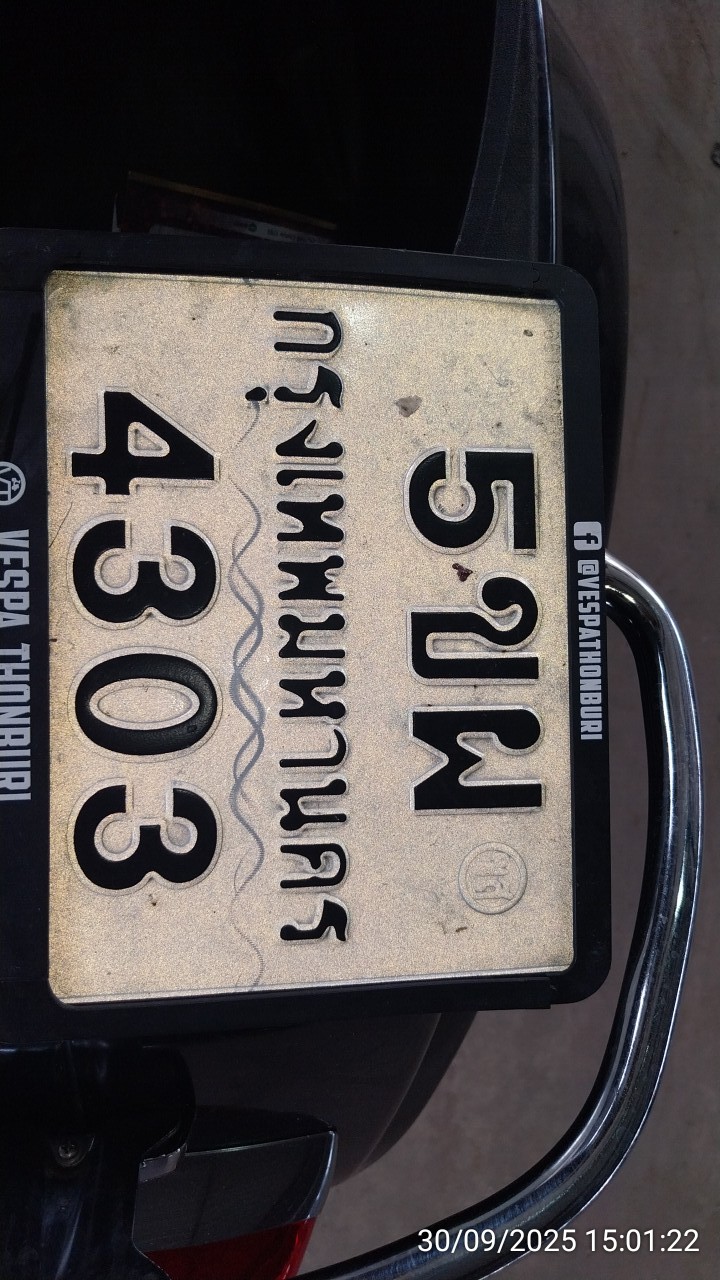 f @VESPATHONBURI
5ขพ
กรุงเทพมหานคร
4303
VESPA THONBURI
30/09/2025 15:01:22